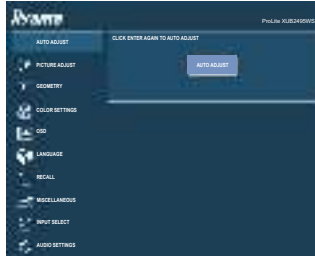 ProLite XUB2495WS
AUTO ADJUST
CLICK ENTER AGAIN TO AUTO ADJUST
AUTO ADJUST
PICTURE ADJUST
GEOMETRY
COLOR SETTINGS
OSD
LANGUAGE
RECALL
MISCELLANEOUS
INPUT SELECT
AUDIO SETTINGS